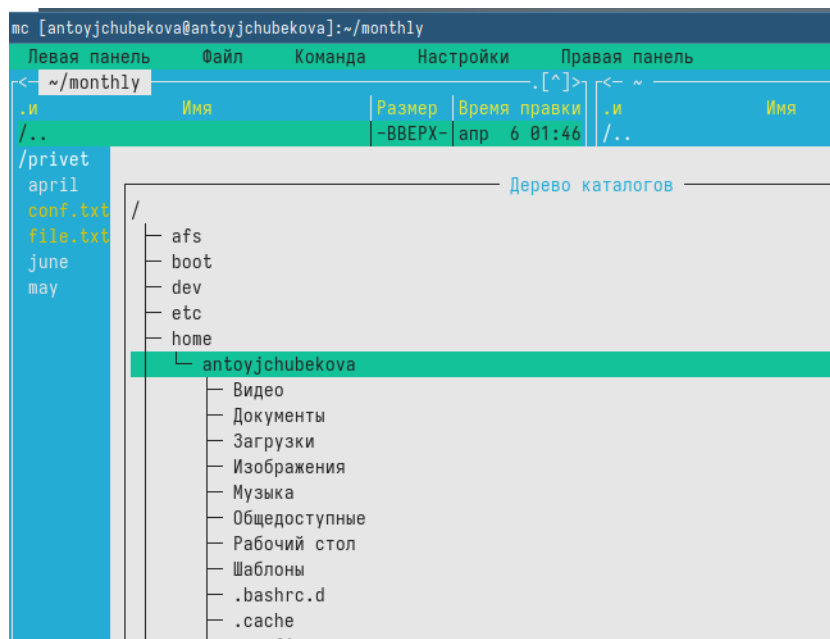 mc [antoyjchubekova@antoyjchubekova]:~/monthly
Левая панель Файл Команда Настройки Правая панель
<- ~/monthly .[^]> <- ~
.и Имя Размер Время правки .и Имя
/.. -ВВЕРХ- апр 6 01:46 /..
/privet
april Дерево каталогов
conf.txt /
file.txt afs
june boot
may dev
etc
home
antoyjchubekova
Видео
Документы
Загрузки
Изображения
Музыка
Общедоступные
Рабочий стол
Шаблоны
.bashrc.d
.cache